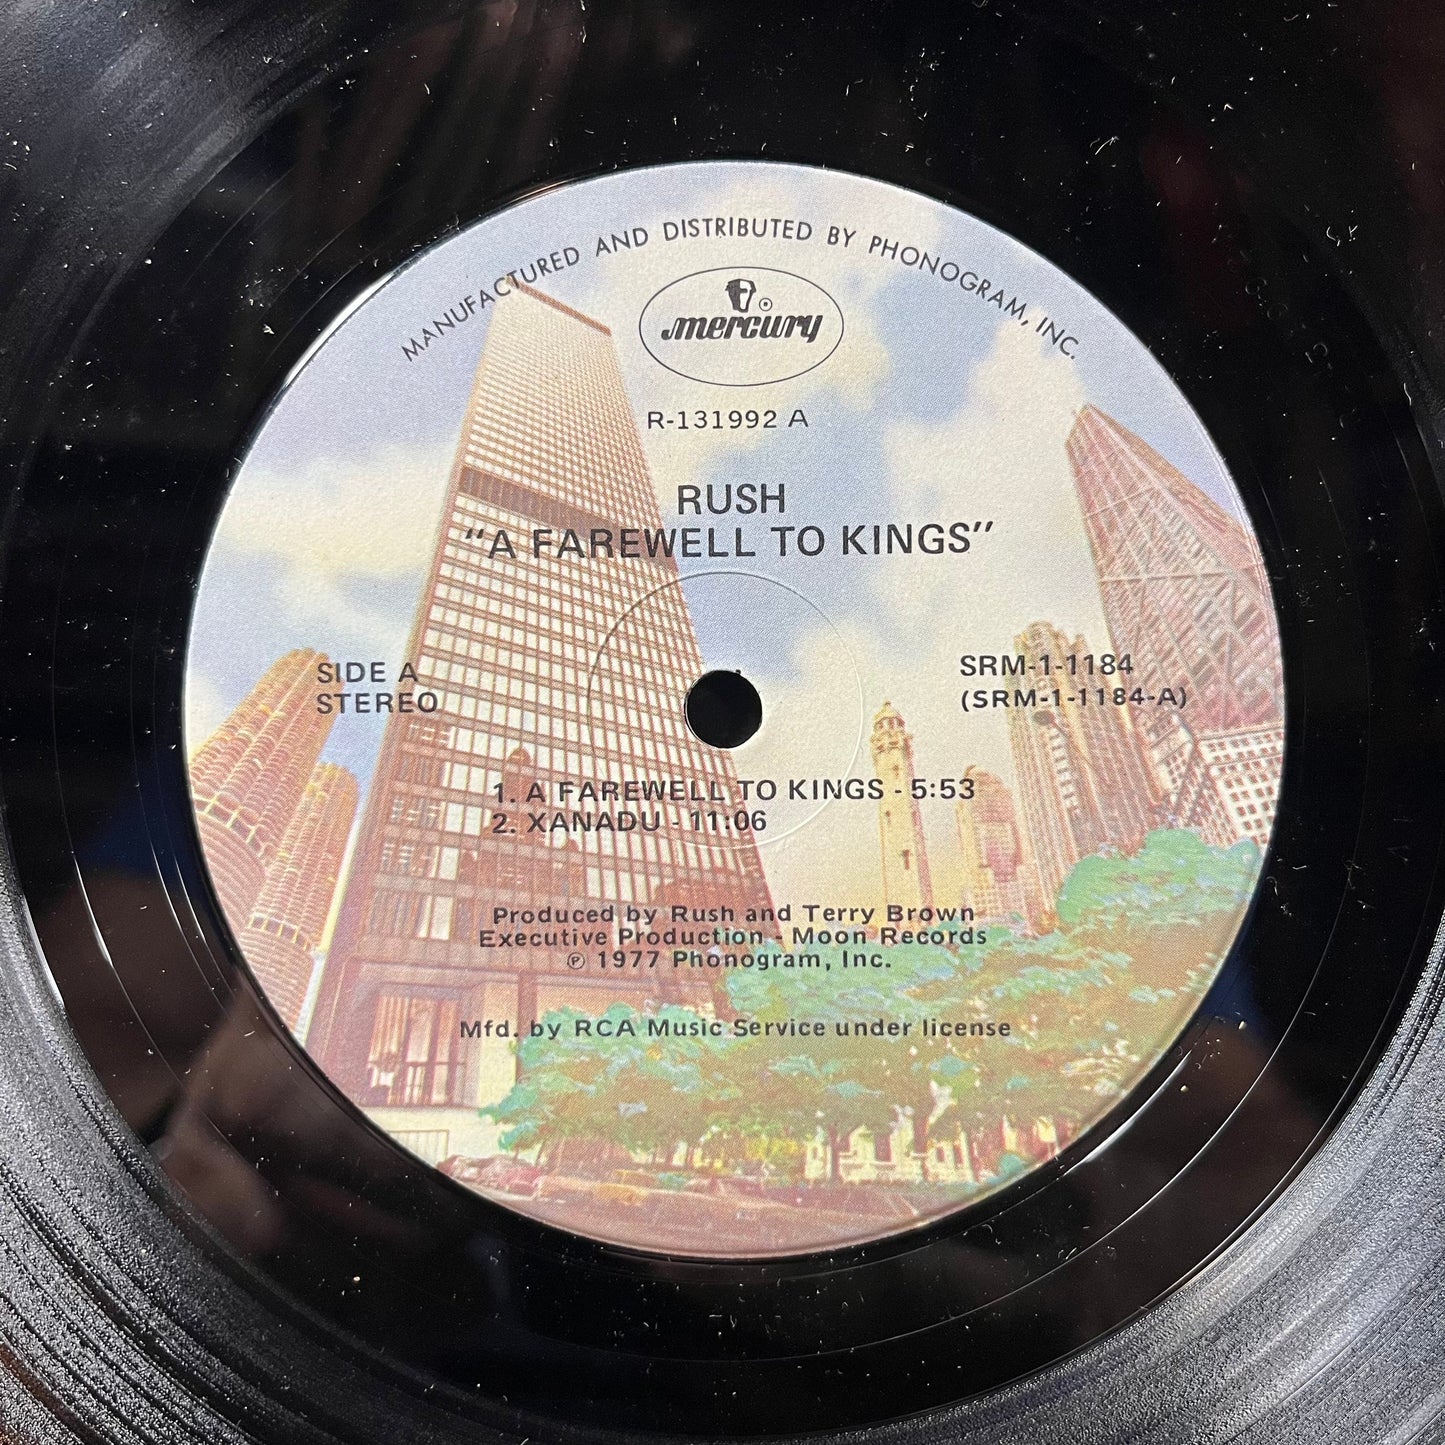 MANUFACTURED AND DISTRIBUTED BY PHONOGRAM, INC.
mercury
®
R-131992 A
RUSH
"A FAREWELL TO KINGS"
SIDE A
STEREO
SRM-1-1184
(SRM-1-1184-A)
1. A FAREWELL TO KINGS - 5:53
2. XANADU - 11:06
Produced by Rush and Terry Brown
Executive Production - Moon Records
℗ 1977 Phonogram, Inc.
Mfd. by RCA Music Service under license